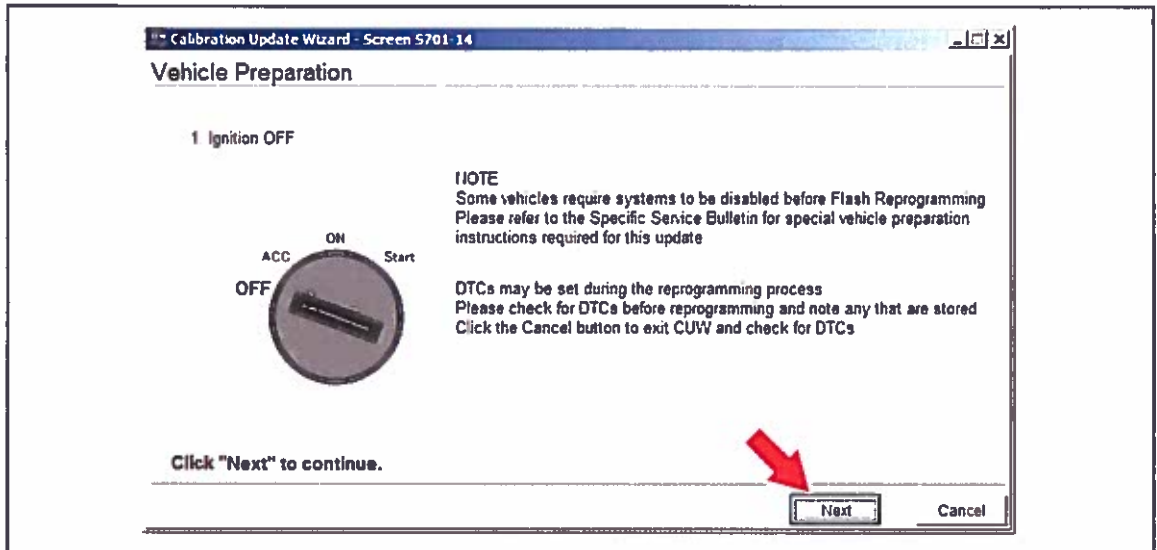 Calibration Update Wizard - Screen S701-14
Vehicle Preparation
1 Ignition OFF
NOTE
Some vehicles require systems to be disabled before Flash Reprogramming
Please refer to the Specific Service Bulletin for special vehicle preparation
instructions required for this update
ON
ACC
Start
OFF
DTCs may be set during the reprogramming process
Please check for DTCs before reprogramming and note any that are stored
Click the Cancel button to exit CUW and check for DTCs
Click "Next" to continue.
Next
Cancel